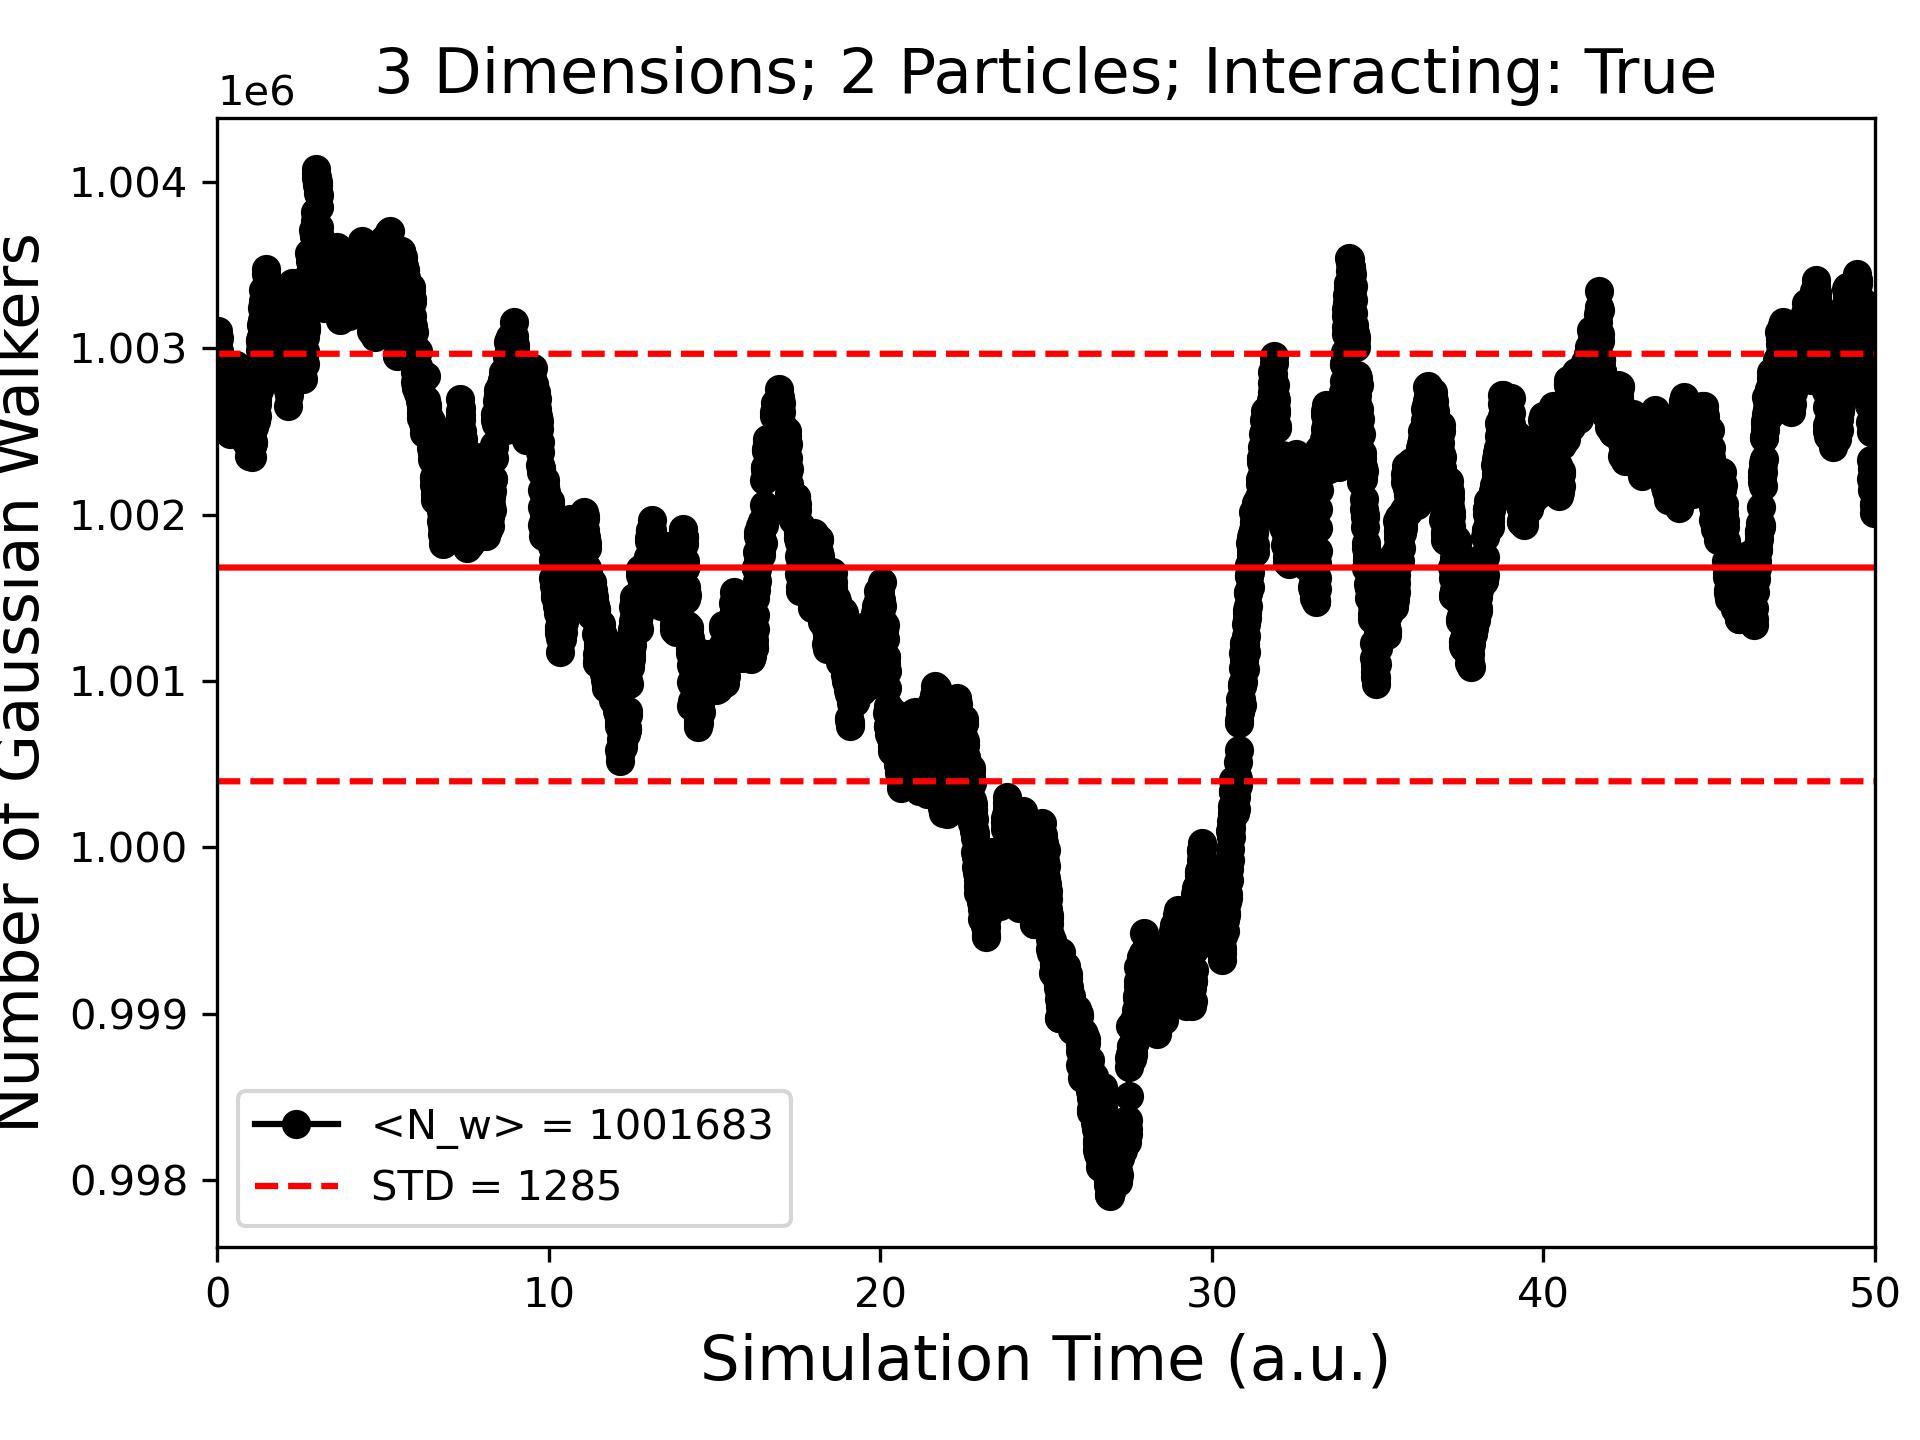 3 Dimensions; 2 Particles; Interacting: True
1e6
1.004
1.003
1.002
1.001
1.000
0.999
0.998
Number of Gaussian Walkers
<N_w> = 1001683
STD = 1285
0 10 20 30 40 50
Simulation Time (a.u.)